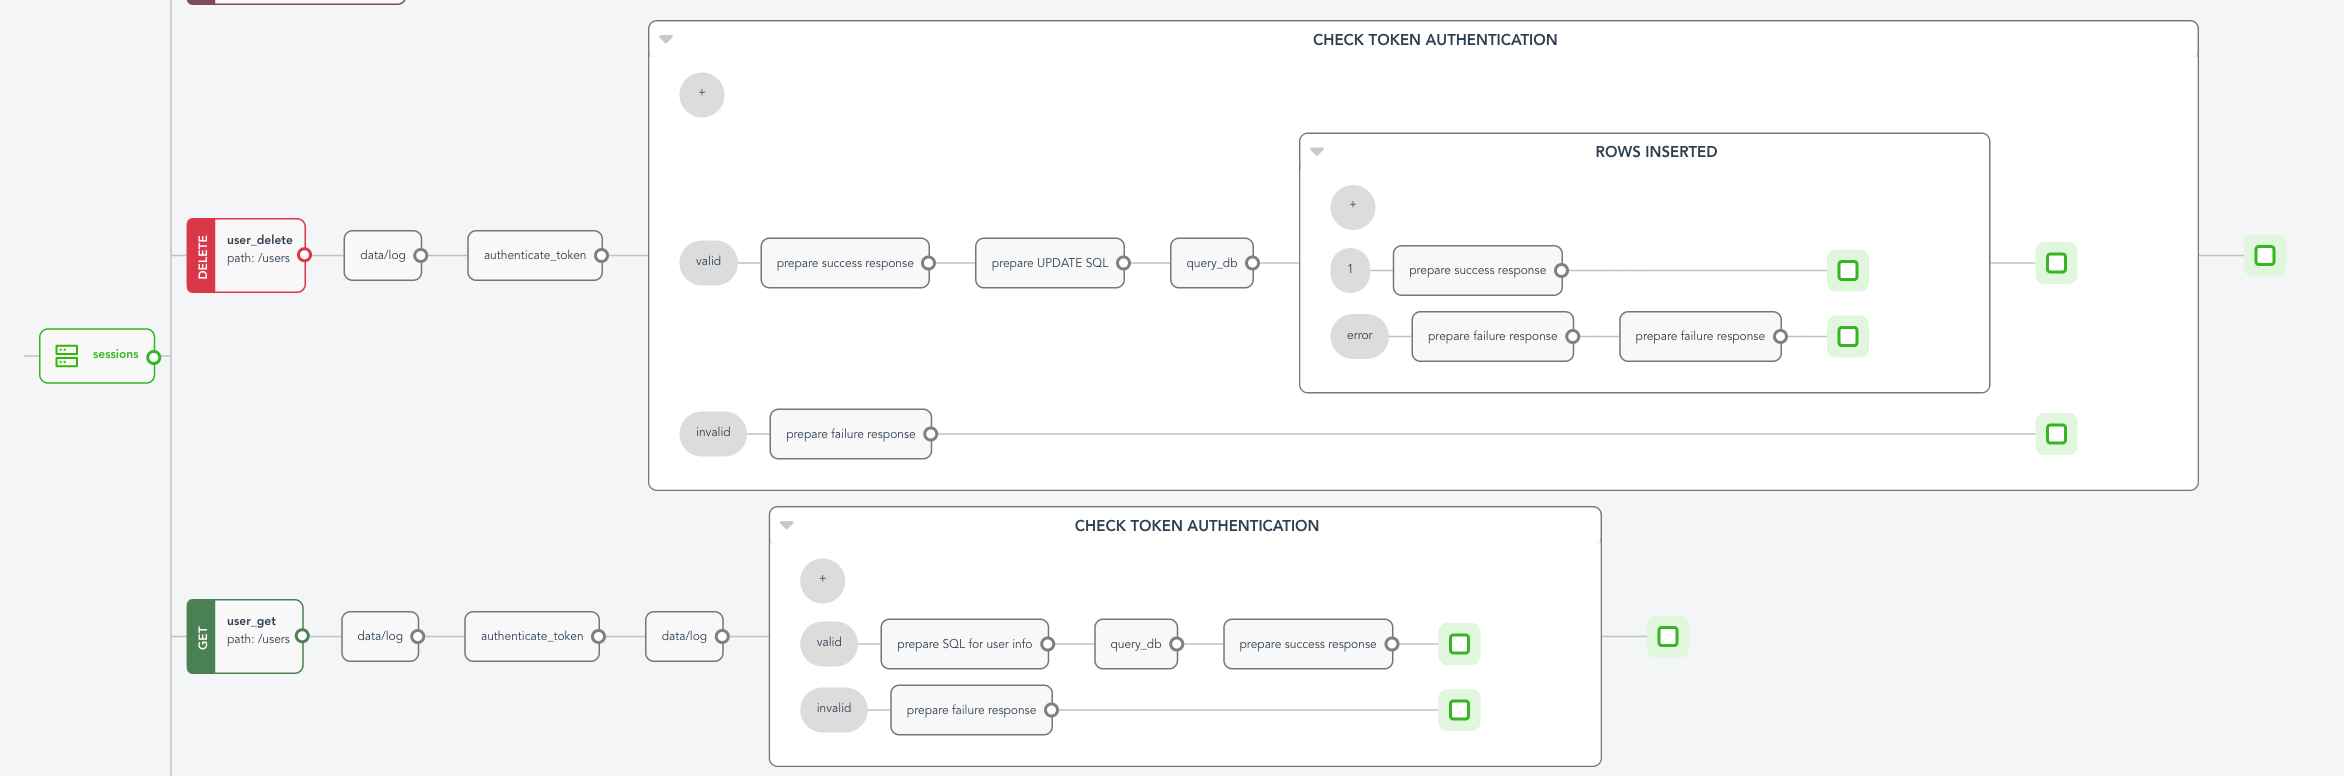 CHECK TOKEN AUTHENTICATION
+
ROWS INSERTED
+
DELETE
user_delete
path: /users
data/log
authenticate_token
valid
prepare success response
prepare UPDATE SQL
query_db
1
prepare success response
error
prepare failure response
prepare failure response
sessions
invalid
prepare failure response
CHECK TOKEN AUTHENTICATION
+
GET
user_get
path: /users
data/log
authenticate_token
data/log
valid
prepare SQL for user info
query_db
prepare success response
invalid
prepare failure response